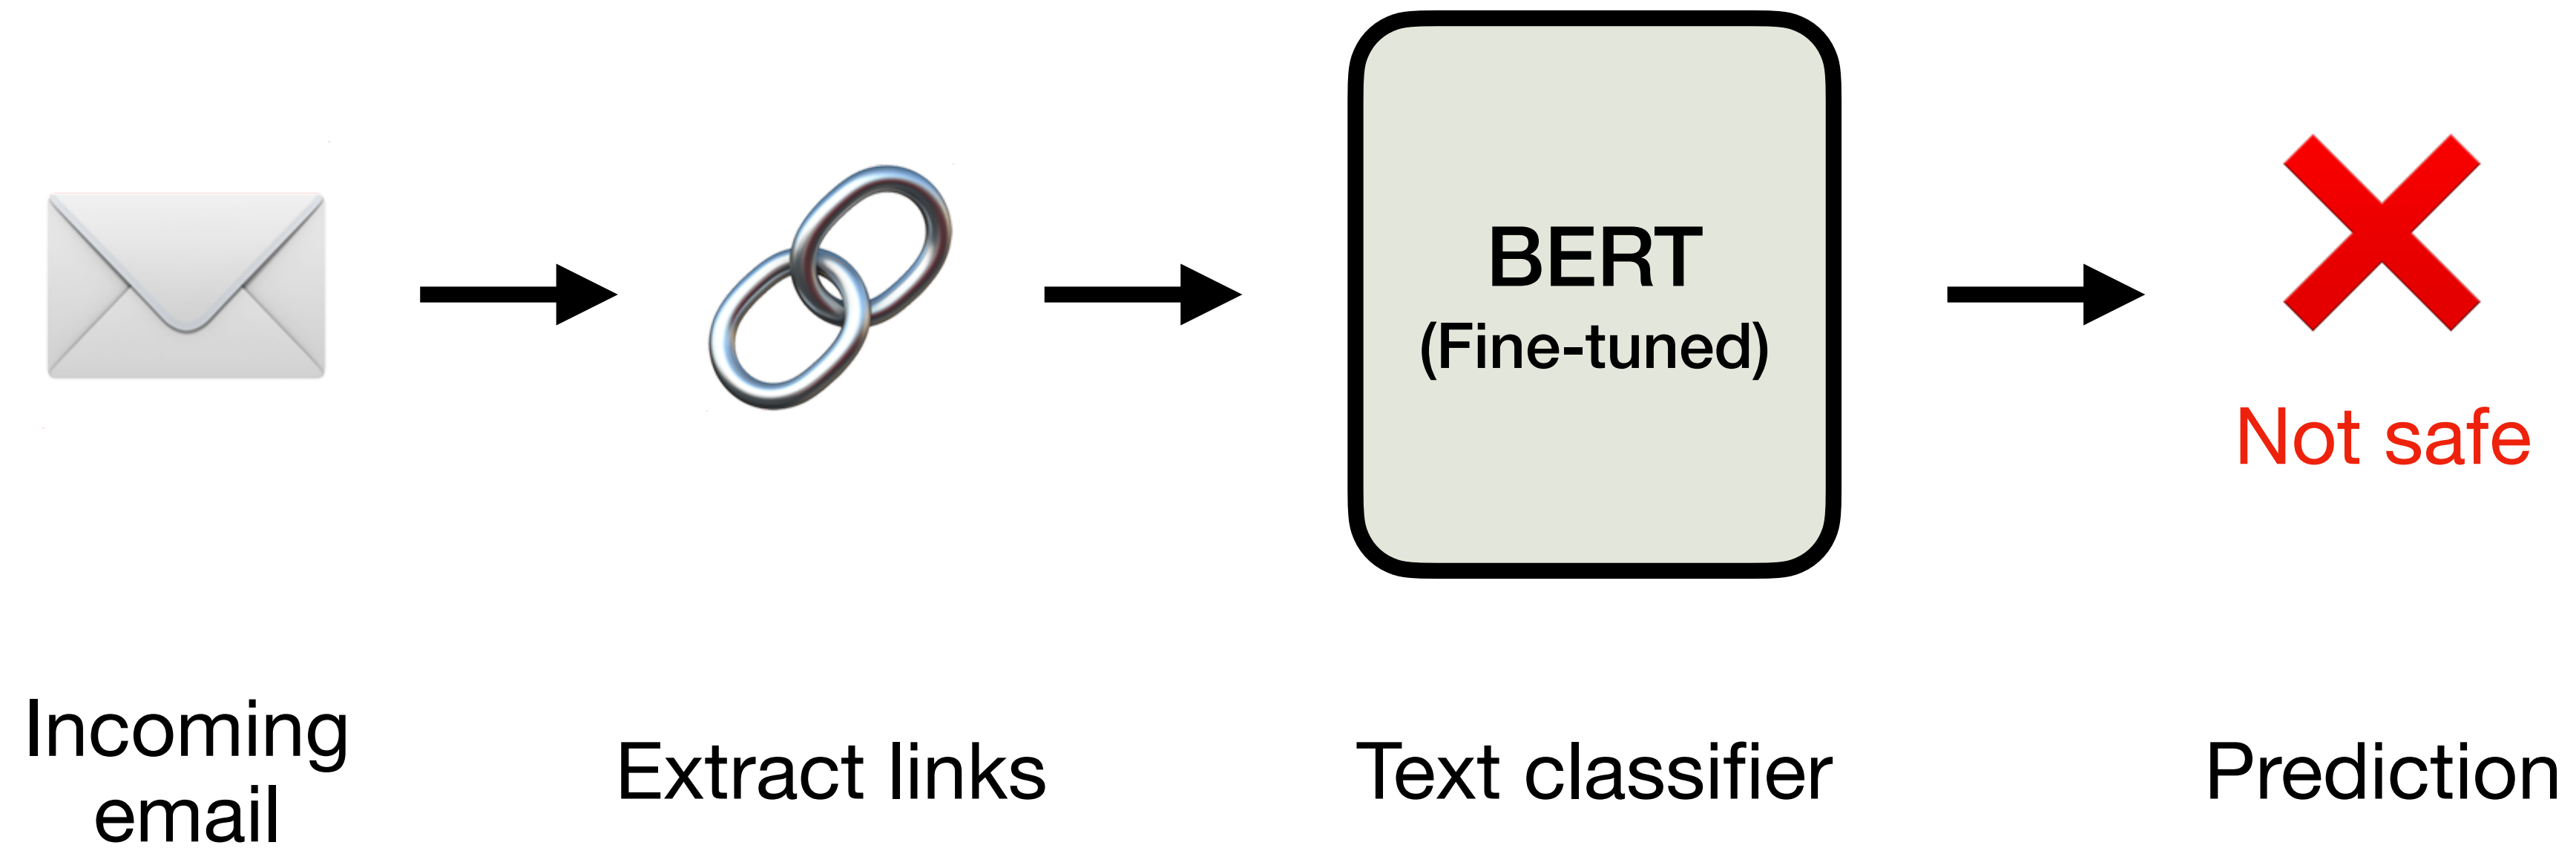 BERT
(Fine-tuned)
Not safe
Incoming
email
Extract links
Text classifier
Prediction